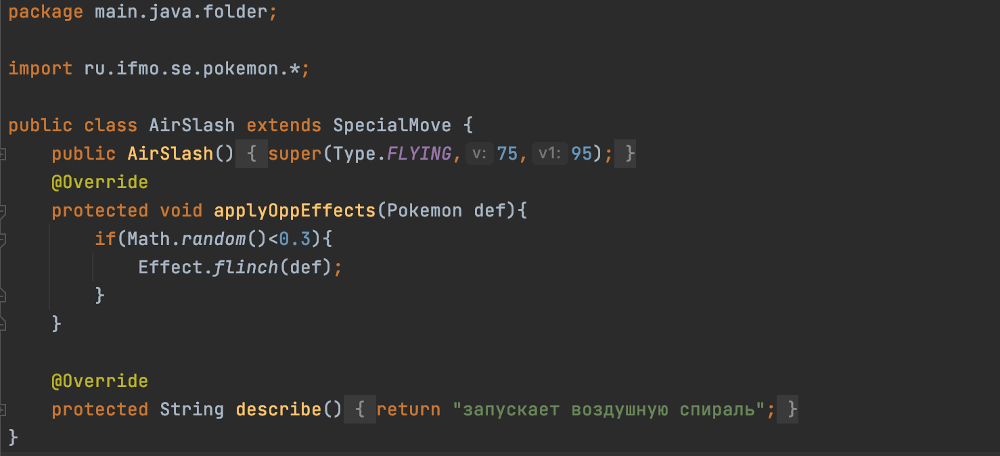 package main.java.folder;
import ru.ifmo.se.pokemon.*;
public class AirSlash extends SpecialMove {
public AirSlash() { super(Type.FLYING, v: 75, v1: 95); }
@Override
protected void applyOppEffects(Pokemon def){
if(Math.random()<0.3){
Effect.flinch(def);
}
}
@Override
protected String describe() { return "запускает воздушную спираль"; }
}